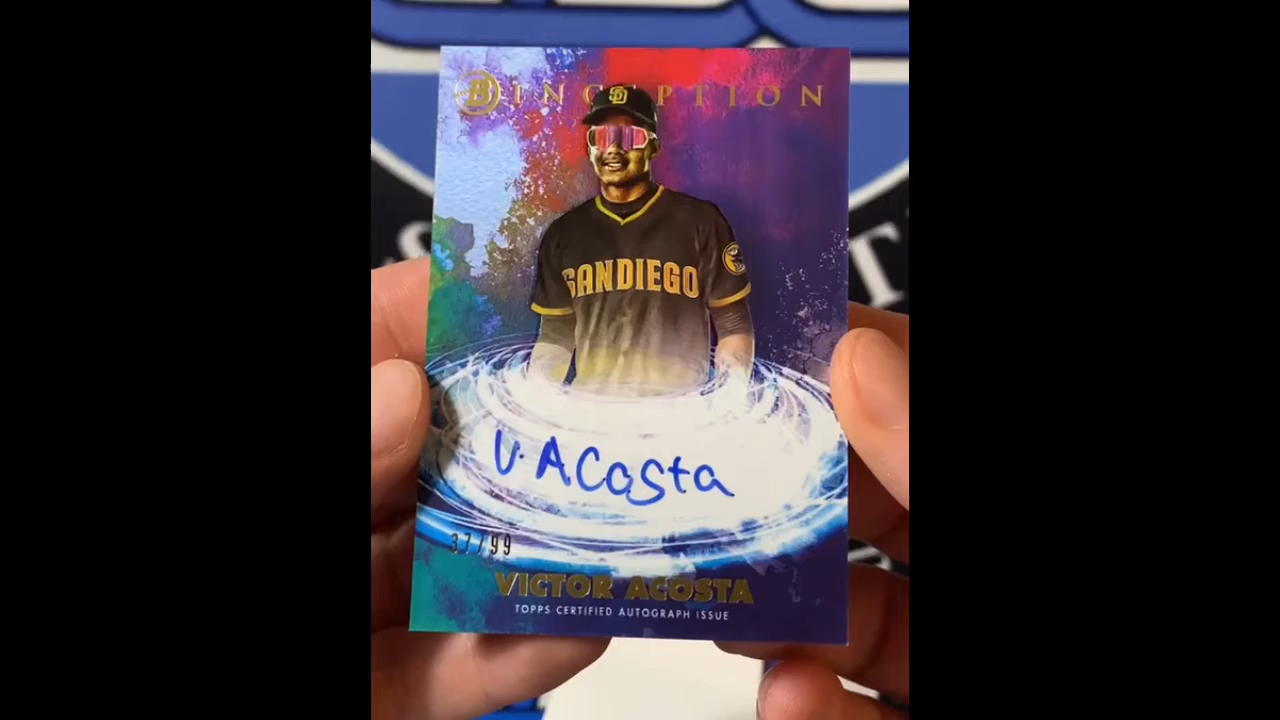 B INCEPTION
SD
SAN DIEGO
V. ACosta
37/99
VICTOR ACOSTA
TOPPS CERTIFIED AUTOGRAPH ISSUE